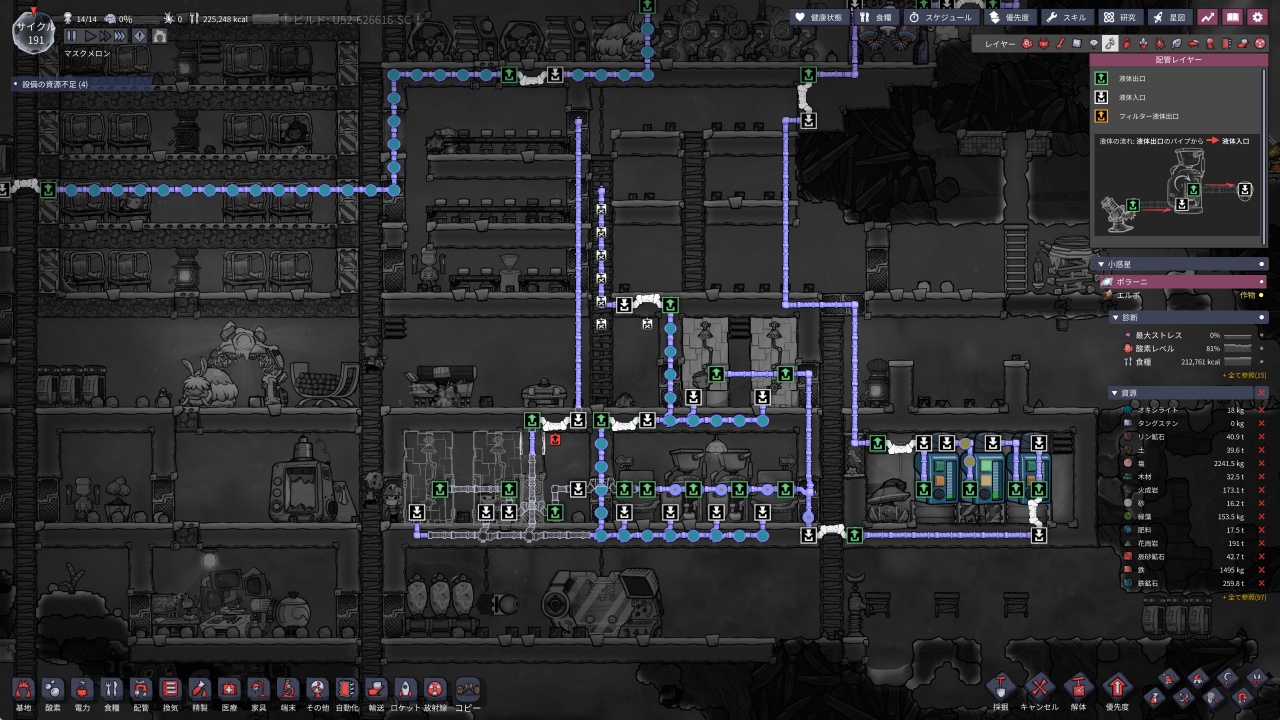 サイクル
191
14/14
0%
0
225,248 kcal
! ビルド: U52-626616-SC !
マスクメロン
設備の資源不足 (4)
健康状態
食糧
スケジュール
優先度
スキル
研究
星図
レイヤー
配管レイヤー
液体出口
液体入口
フィルター液体出口
液体の流れ: 液体出口のパイプから → 液体入口
小惑星
ボラーニ
エルボ 作物
診断
最大ストレス 0%
酸素レベル 81%
食糧 212,761 kcal
+ 全て参照(15)
資源
オキシライト 18 kg
タングステン 0 kg
リン鉱石 40.9 t
土 39.6 t
塩 2241.5 kg
木材 32.5 t
火成岩 173.1 t
砂 16.2 t
緑藻 153.5 kg
肥料 17.5 t
花崗岩 191 t
辰砂鉱石 42.7 t
鉄 1495 kg
鉄鉱石 259.8 t
+ 全て参照(97)
基地
酸素
電力
食糧
配管
換気
精製
医療
家具
端末
その他
自動化
輸送
ロケット
放射線
コピー
採掘
キャンセル
解体
優先度